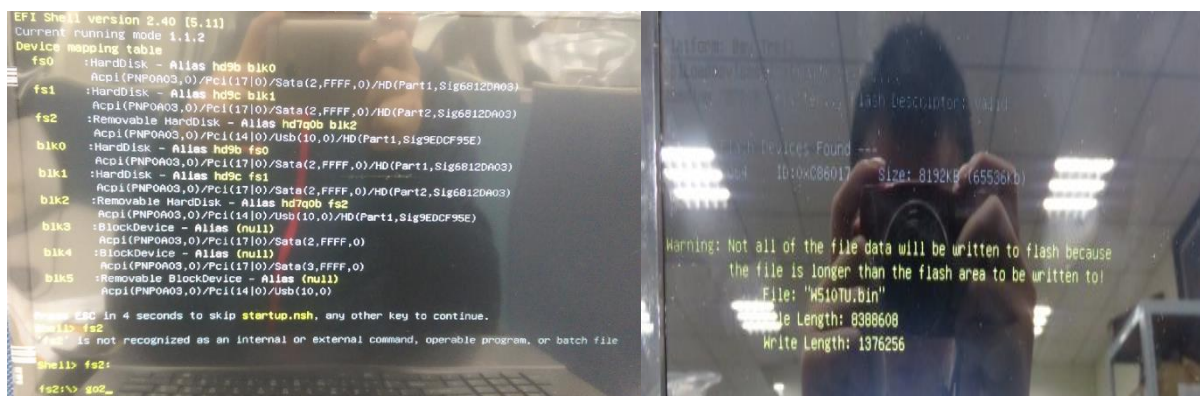 EFI Shell version 2.40 [5.11]
Current running mode 1.1.2
Device mapping table
fs0 :HardDisk - Alias hd9b blk0
Acpi(PNP0A03,0)/Pci(17|0)/Sata(2,FFFF,0)/HD(Part1,Sig6812DA03)
fs1 :HardDisk - Alias hd9c blk1
Acpi(PNP0A03,0)/Pci(17|0)/Sata(2,FFFF,0)/HD(Part2,Sig6812DA03)
fs2 :Removable HardDisk - Alias hd7q0b blk2
Acpi(PNP0A03,0)/Pci(14|0)/Usb(10,0)/HD(Part1,Sig9EDCF95E)
blk0 :HardDisk - Alias hd9b fs0
Acpi(PNP0A03,0)/Pci(17|0)/Sata(2,FFFF,0)/HD(Part1,Sig6812DA03)
blk1 :HardDisk - Alias hd9c fs1
Acpi(PNP0A03,0)/Pci(17|0)/Sata(2,FFFF,0)/HD(Part2,Sig6812DA03)
blk2 :Removable HardDisk - Alias hd7q0b fs2
Acpi(PNP0A03,0)/Pci(14|0)/Usb(10,0)/HD(Part1,Sig9EDCF95E)
blk3 :BlockDevice - Alias (null)
Acpi(PNP0A03,0)/Pci(17|0)/Sata(2,FFFF,0)
blk4 :BlockDevice - Alias (null)
Acpi(PNP0A03,0)/Pci(17|0)/Sata(3,FFFF,0)
blk5 :Removable BlockDevice - Alias (null)
Acpi(PNP0A03,0)/Pci(14|0)/Usb(10,0)
Press ESC in 4 seconds to skip startup.nsh, any other key to continue.
Shell> fs2
'fs2' is not recognized as an internal or external command, operable program, or batch file
Shell> fs2:
fs2:\> go2_
Platform: Bay Trail
Flash Descriptor: Valid
Flash Devices Found ---
ID:0xC86017 Size: 8192KB (65536Kb)
Warning: Not all of the file data will be written to flash because
the file is longer than the flash area to be written to!
File: "W510TU.bin"
File Length: 8388608
Write Length: 1376256